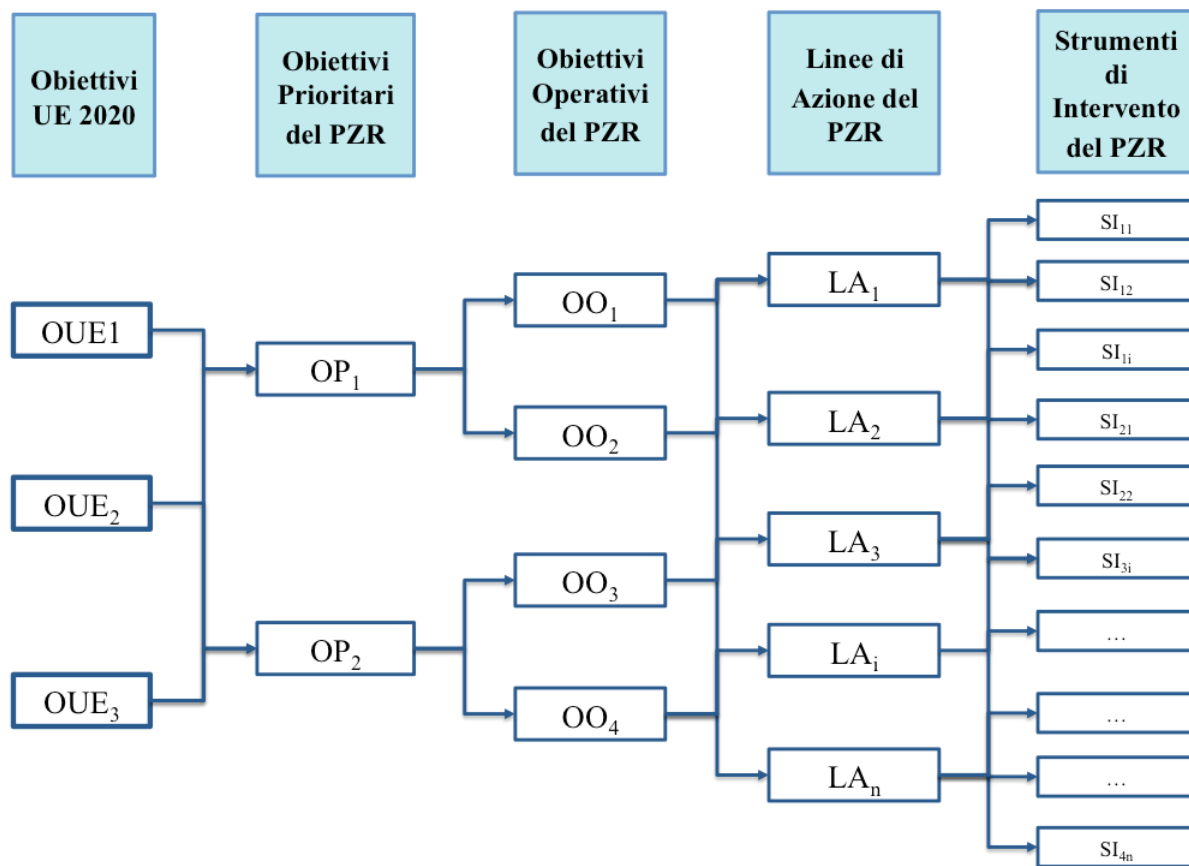 Obiettivi
UE 2020
Obiettivi
Prioritari
del PZR
Obiettivi
Operativi
del PZR
Linee di
Azione del
PZR
Strumenti
di
Intervento
del PZR
OUE1
OUE₂
OUE₃
OP₁
OP₂
OO₁
OO₂
OO₃
OO₄
LA₁
LA₂
LA₃
LAᵢ
LAₙ
SI₁₁
SI₁₂
SI₁ᵢ
SI₂₁
SI₂₂
SI₃ᵢ
…
…
…
SI₄ₙ